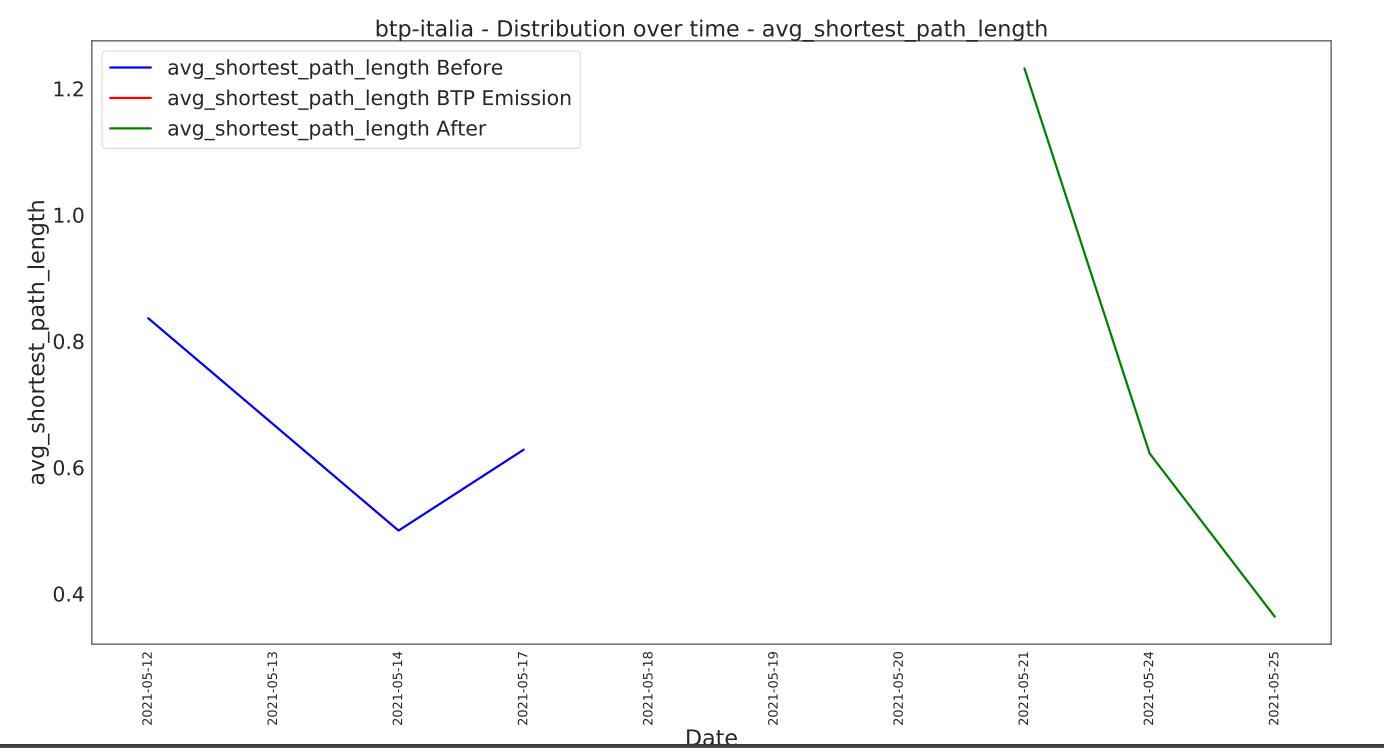 btp-italia - Distribution over time - avg_shortest_path_length
avg_shortest_path_length Before
avg_shortest_path_length BTP Emission
avg_shortest_path_length After
avg_shortest_path_length
1.2
1.0
0.8
0.6
0.4
2021-05-12
2021-05-13
2021-05-14
2021-05-17
2021-05-18
2021-05-19
2021-05-20
2021-05-21
2021-05-24
2021-05-25
Date